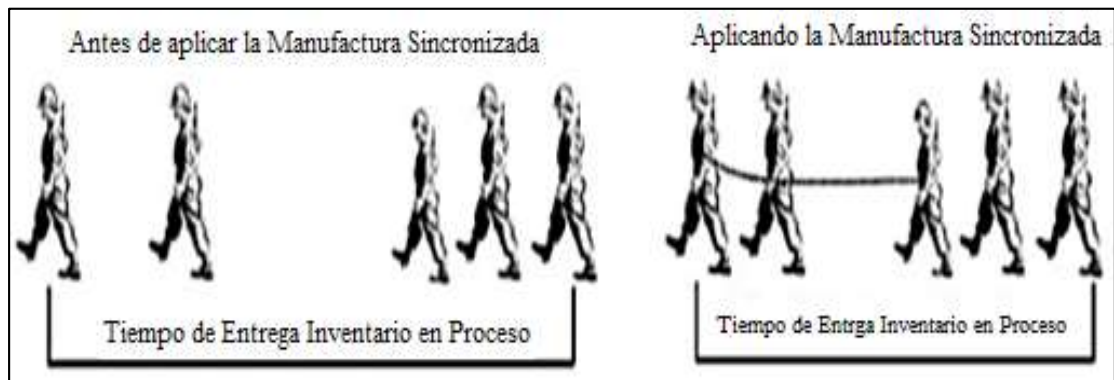 Antes de aplicar la Manufactura Sincronizada
Aplicando la Manufactura Sincronizada
Tiempo de Entrega Inventario en Proceso
Tiempo de Entrga Inventario en Proceso